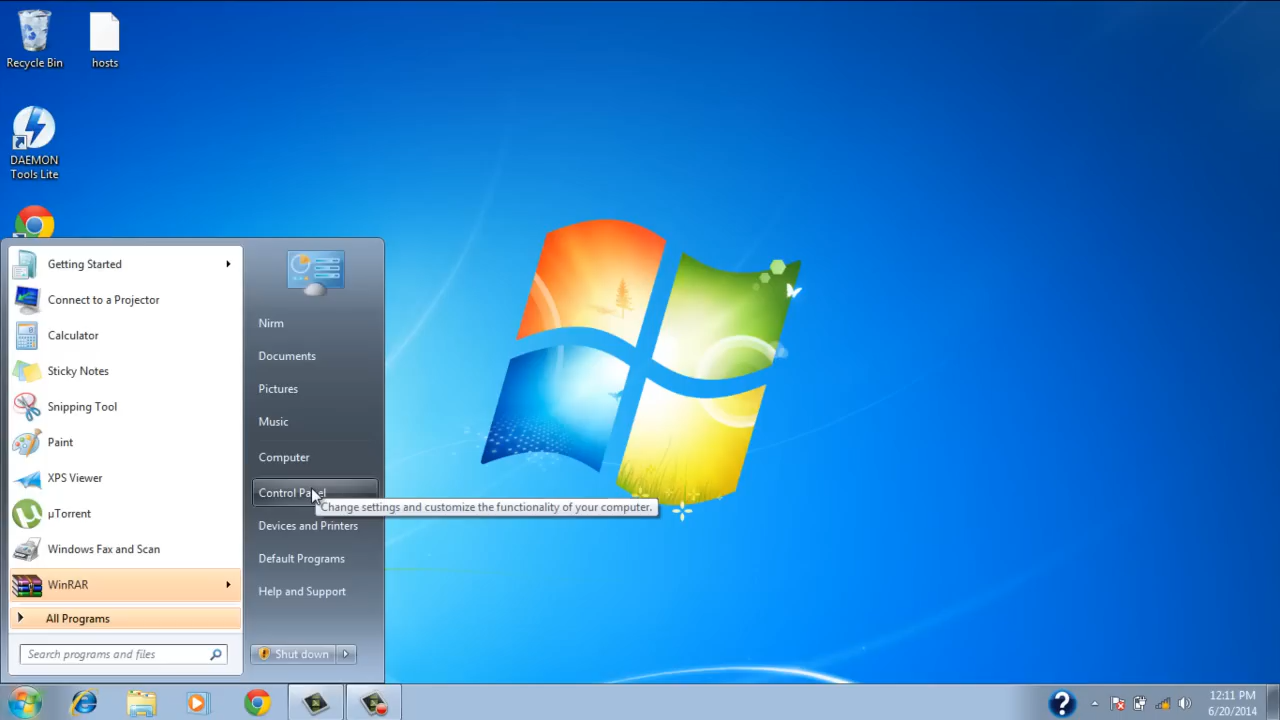 Recycle Bin
hosts
DAEMON
Tools Lite
Getting Started
Connect to a Projector
Calculator
Sticky Notes
Snipping Tool
Paint
XPS Viewer
µTorrent
Windows Fax and Scan
WinRAR
All Programs
Search programs and files
Nirm
Documents
Pictures
Music
Computer
Control Panel
Change settings and customize the functionality of your computer.
Devices and Printers
Default Programs
Help and Support
Shut down
12:11 PM
6/20/2014